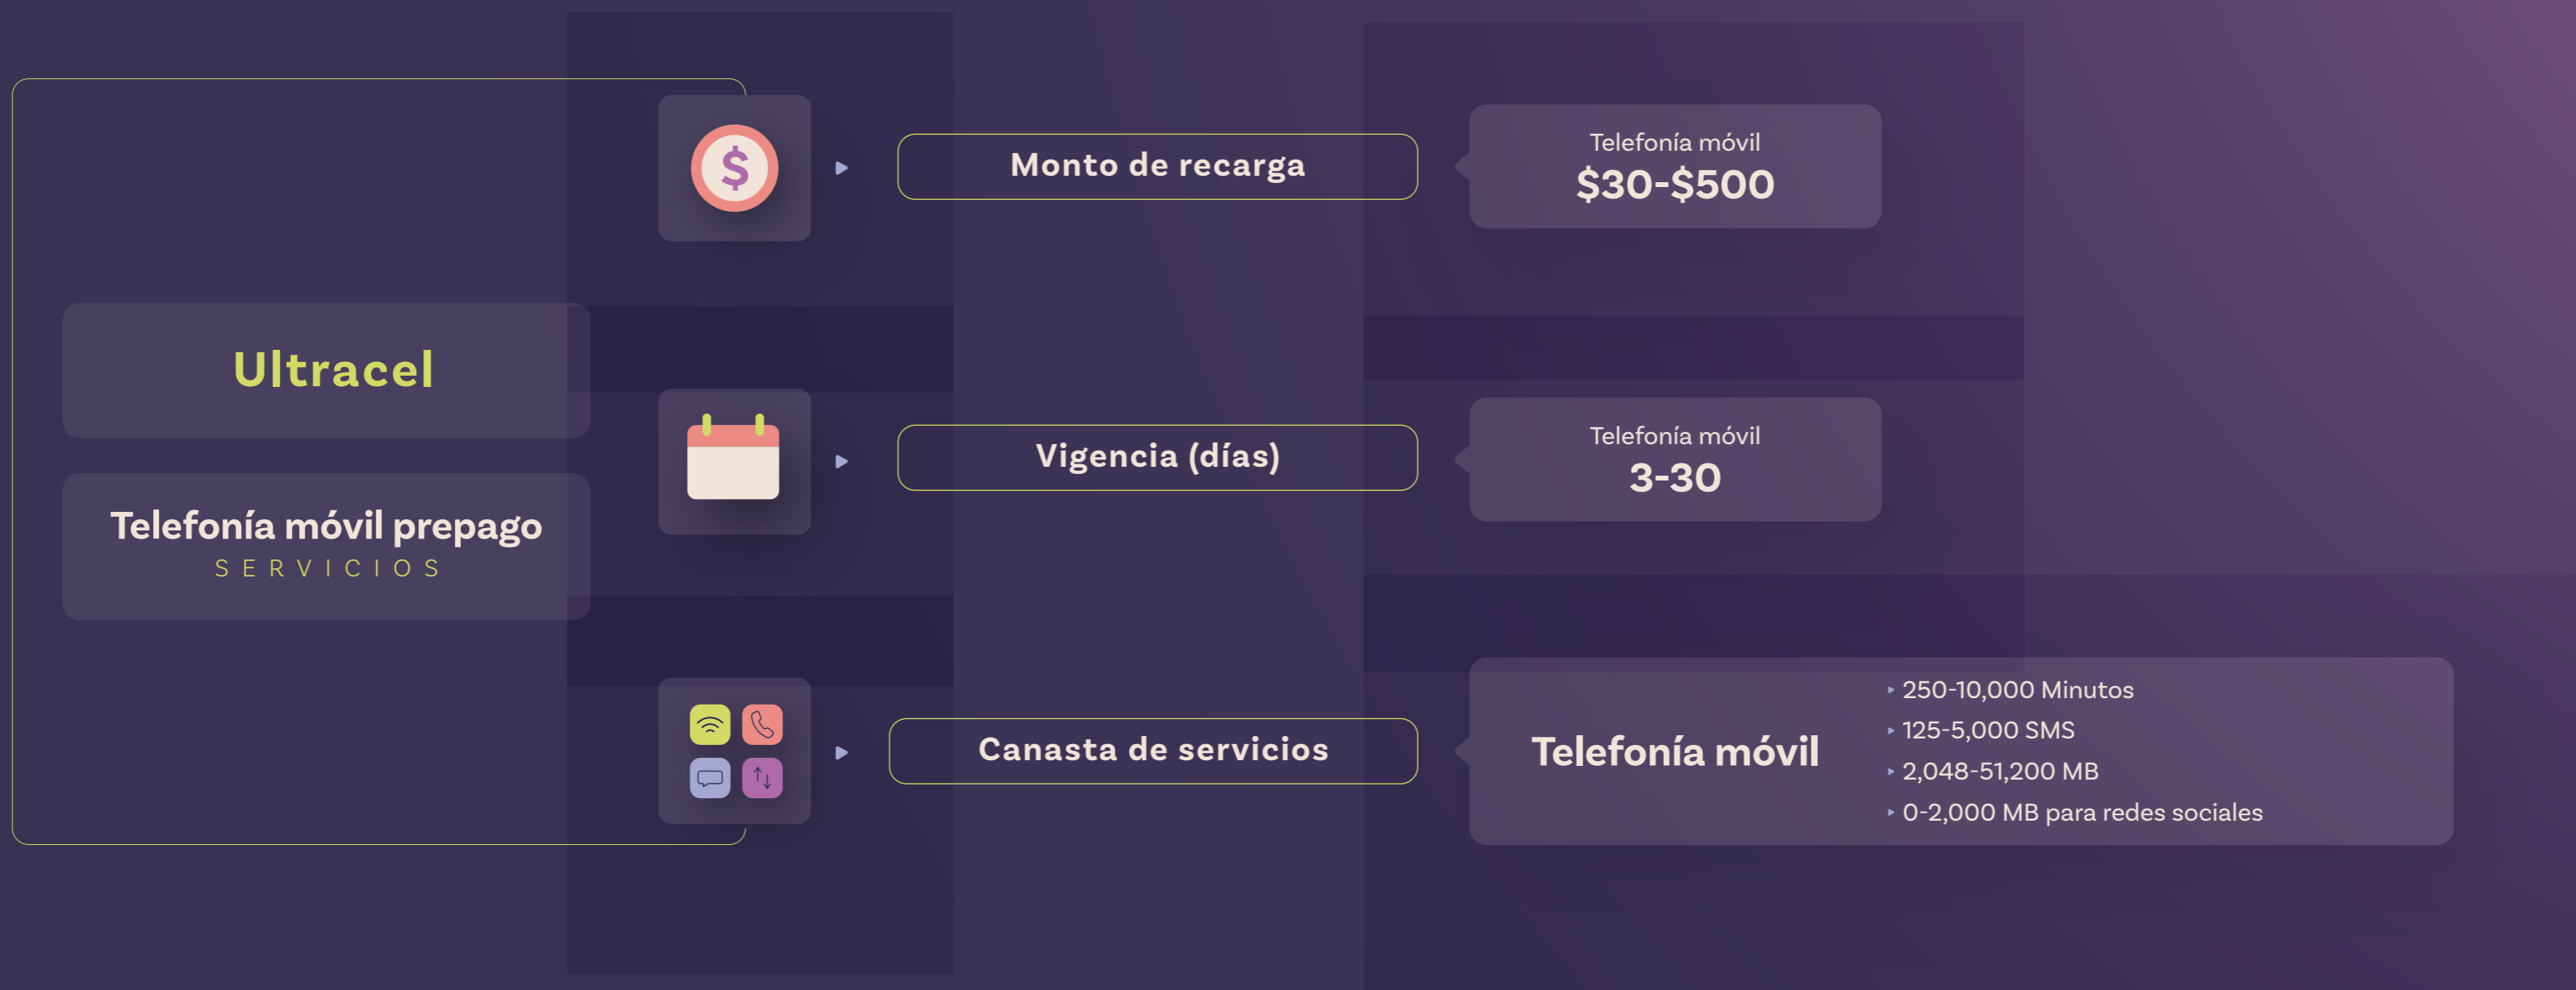 Ultracel
Telefonía móvil prepago
SERVICIOS
$
Monto de recarga
Telefonía móvil
$30-$500
Vigencia (días)
Telefonía móvil
3-30
Canasta de servicios
Telefonía móvil
250-10,000 Minutos
125-5,000 SMS
2,048-51,200 MB
0-2,000 MB para redes sociales